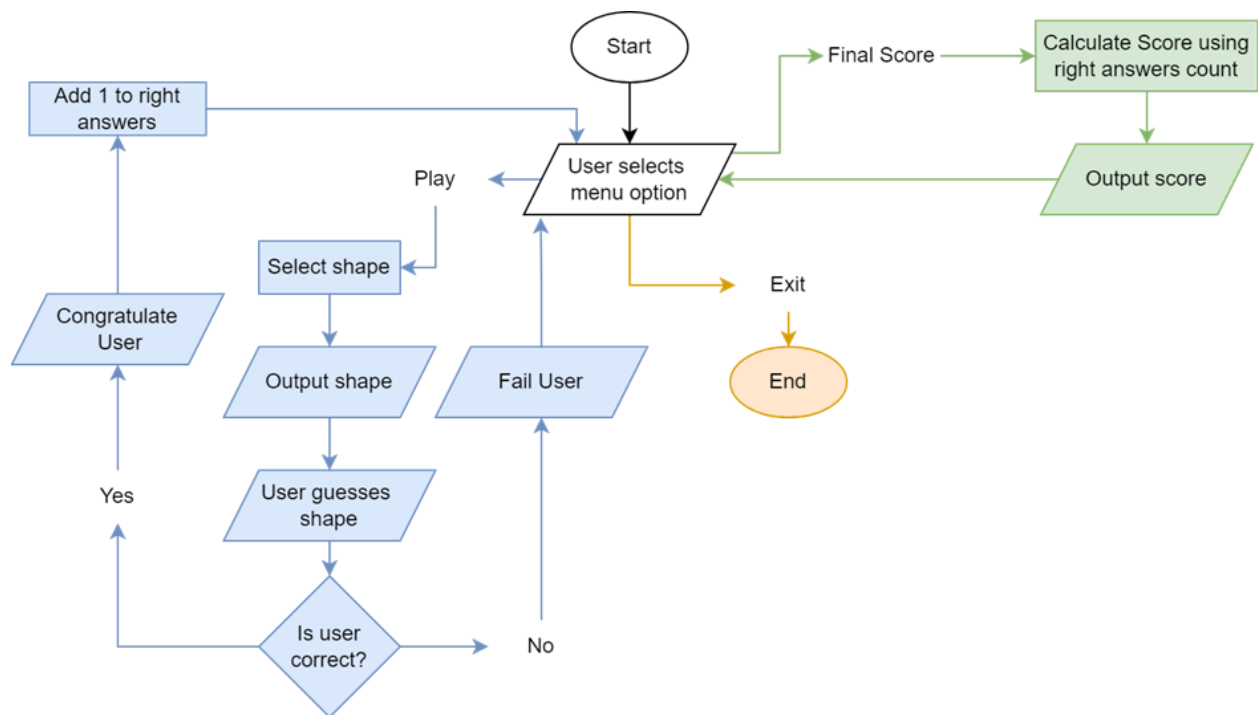 Start
Final Score
Calculate Score using
right answers count
Add 1 to right
answers
User selects
menu option
Play
Output score
Select shape
Exit
Congratulate
User
Output shape
Fail User
End
Yes
User guesses
shape
Is user
correct?
No